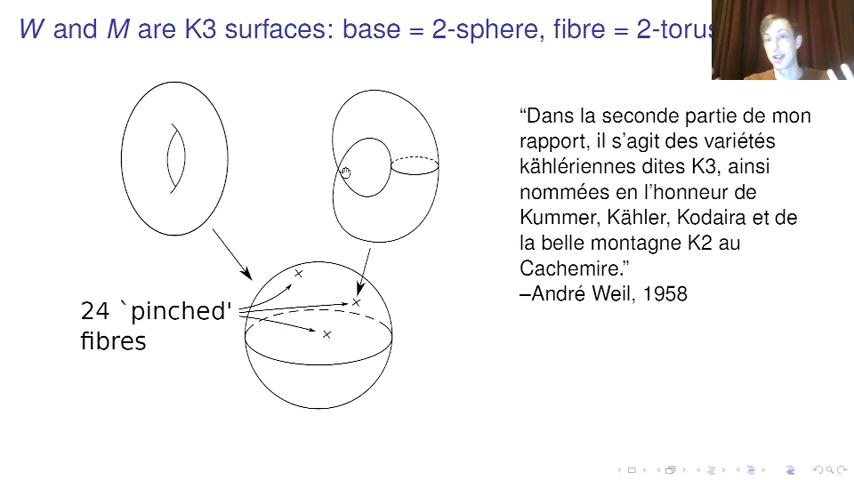 W and M are K3 surfaces: base = 2-sphere, fibre = 2-torus
“Dans la seconde partie de mon
rapport, il s’agit des variétés
kählériennes dites K3, ainsi
nommées en l’honneur de
Kummer, Kähler, Kodaira et de
la belle montagne K2 au
Cachemire.”
–André Weil, 1958
24 `pinched'
fibres